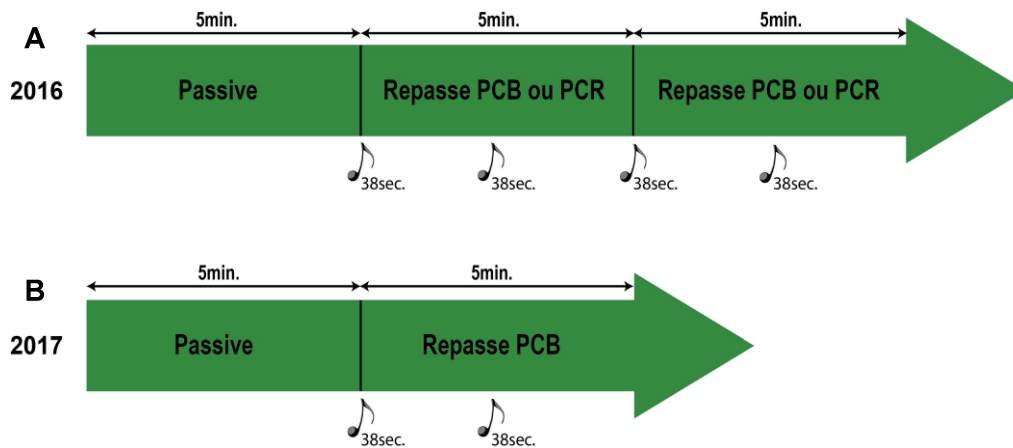 5min. 5min. 5min.
A
2016 Passive Repasse PCB ou PCR Repasse PCB ou PCR
38sec. 38sec. 38sec. 38sec.
5min. 5min.
B
2017 Passive Repasse PCB
38sec. 38sec.